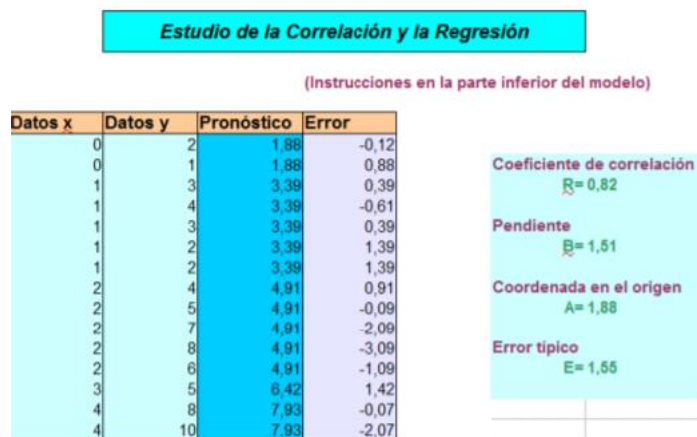 Estudio de la Correlación y la Regresión
(Instrucciones en la parte inferior del modelo)
Datos x Datos y Pronóstico Error
0 2 1,88 -0,12
0 1 1,88 0,88
1 3 3,39 0,39
1 4 3,39 -0,61
1 3 3,39 0,39
1 2 3,39 1,39
1 2 3,39 1,39
2 4 4,91 0,91
2 5 4,91 -0,09
2 7 4,91 -2,09
2 8 4,91 -3,09
2 6 4,91 -1,09
3 5 6,42 1,42
4 8 7,93 -0,07
4 10 7,93 -2,07
Coeficiente de correlación
R= 0,82
Pendiente
B= 1,51
Coordenada en el origen
A= 1,88
Error típico
E= 1,55